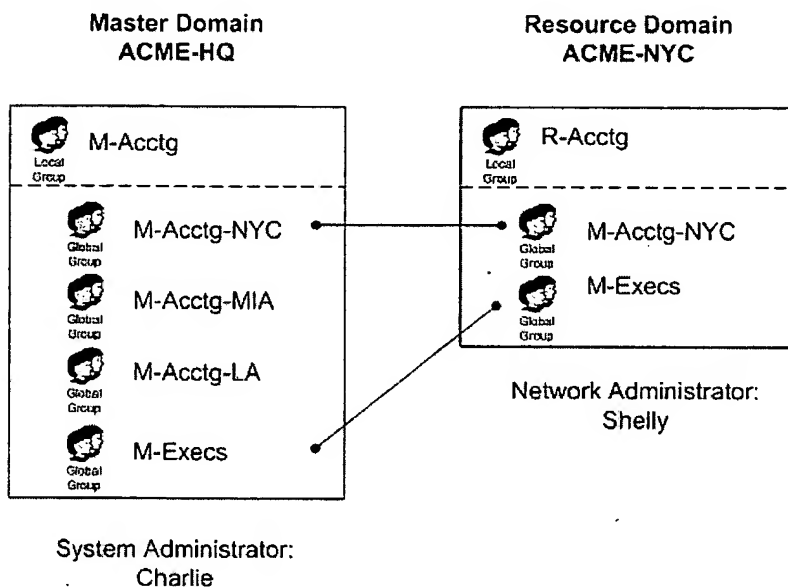 Master Domain
ACME-HQ
Local
Group
M-Acctg
Global
Group
M-Acctg-NYC
Global
Group
M-Acctg-MIA
Global
Group
M-Acctg-LA
Global
Group
M-Execs
System Administrator:
Charlie
Resource Domain
ACME-NYC
Local
Group
R-Acctg
Global
Group
M-Acctg-NYC
Global
Group
M-Execs
Network Administrator:
Shelly